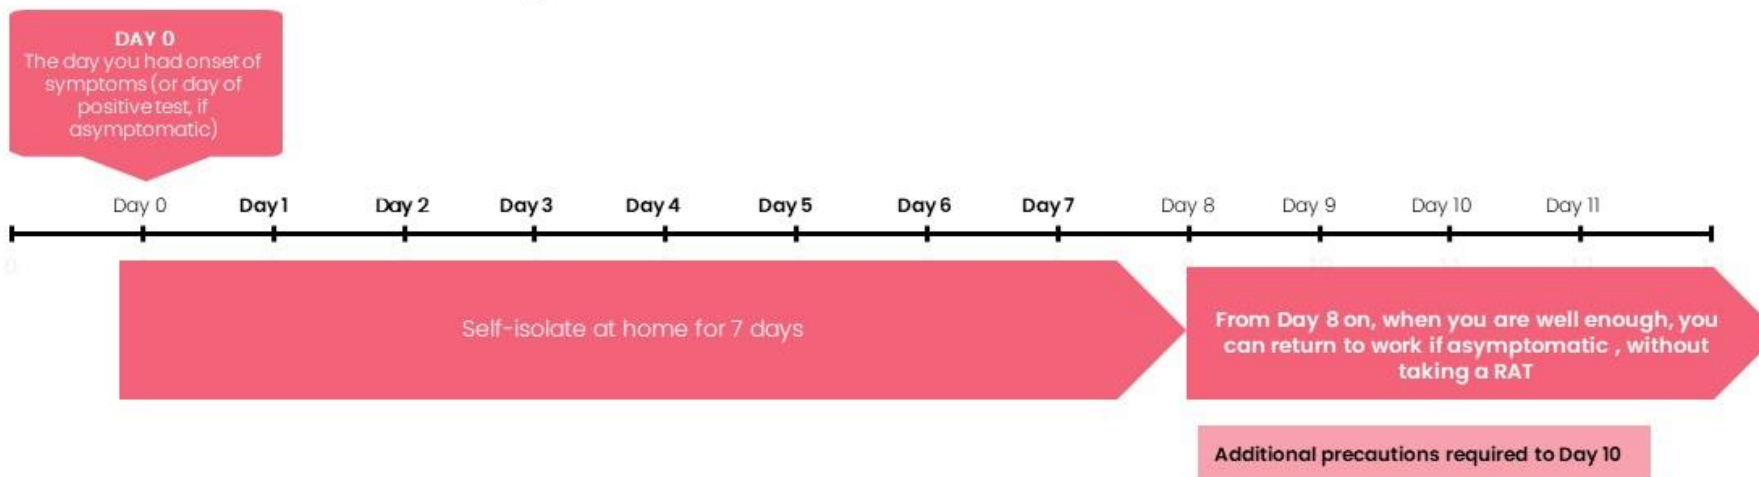 DAY 0
The day you had onset of
symptoms (or day of
positive test, if
asymptomatic)
Day 0 Day 1 Day 2 Day 3 Day 4 Day 5 Day 6 Day 7 Day 8 Day 9 Day 10 Day 11
Self-isolate at home for 7 days
From Day 8 on, when you are well enough, you
can return to work if asymptomatic , without
taking a RAT
Additional precautions required to Day 10